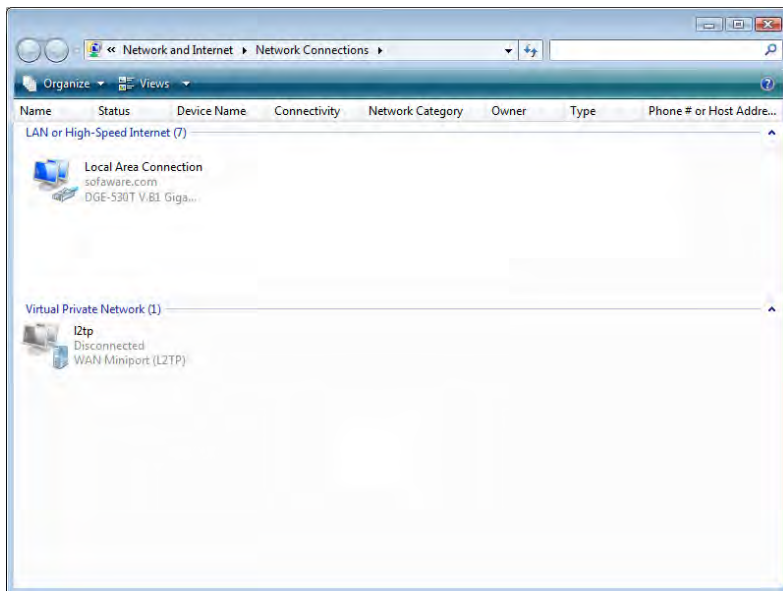 « Network and Internet ▸ Network Connections ▸
Organize Views
Name Status Device Name Connectivity Network Category Owner Type Phone # or Host Addre...
LAN or High-Speed Internet (7)
Local Area Connection
sofaware.com
DGE-530T V.B1 Giga...
Virtual Private Network (1)
l2tp
Disconnected
WAN Miniport (L2TP)